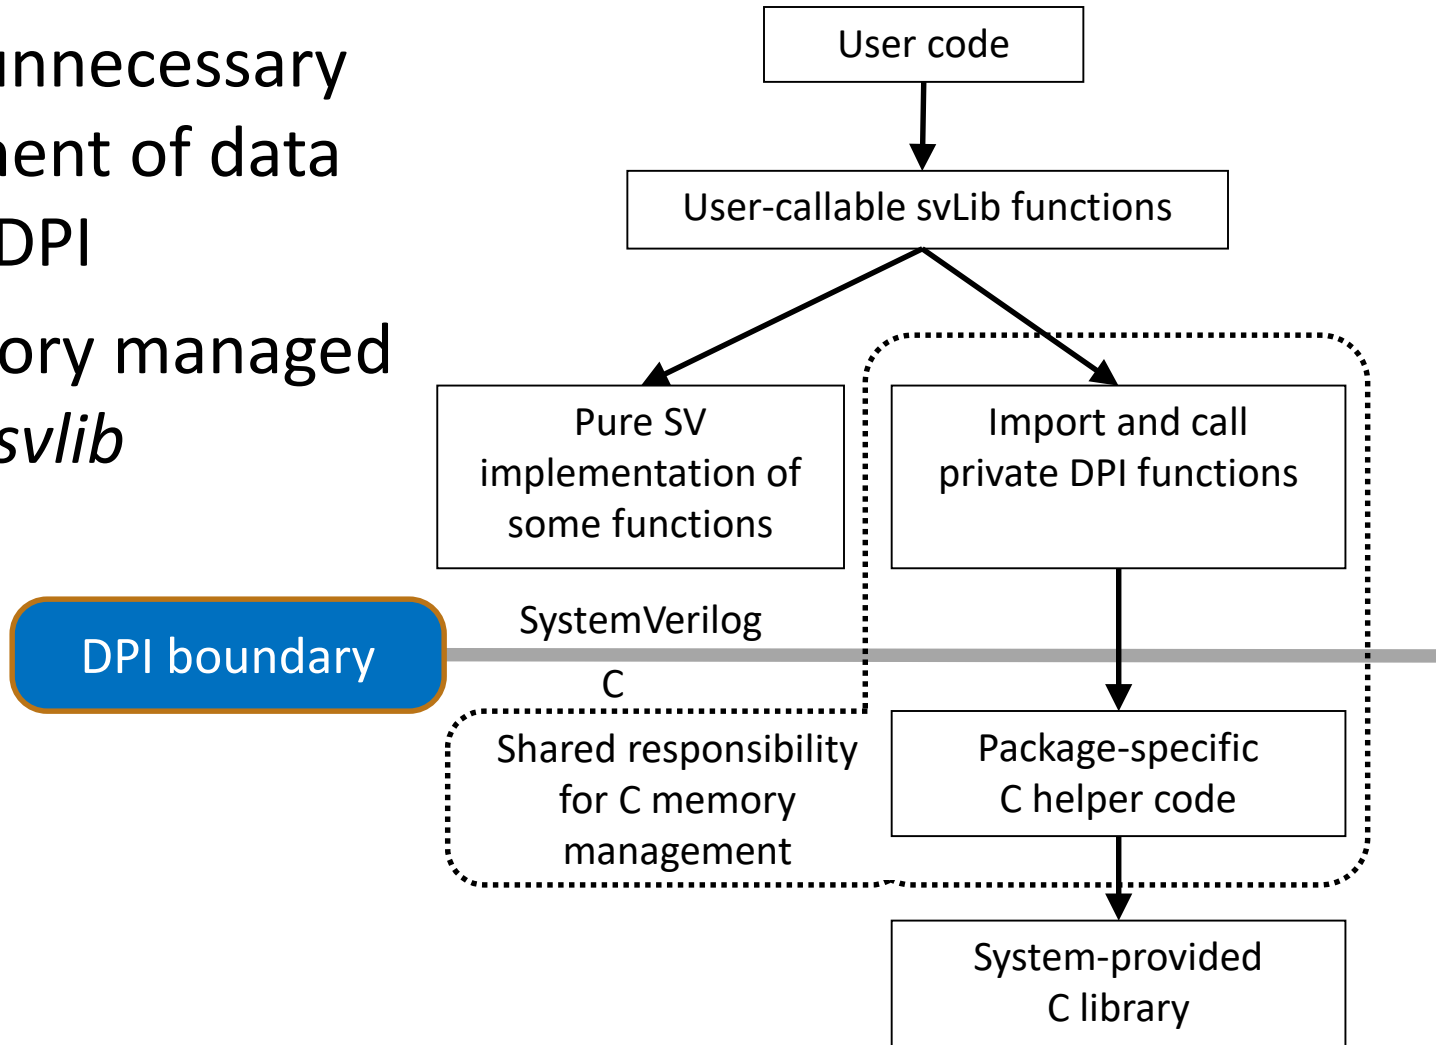 unnecessary
ment of data
DPI
ory managed
svlib
User code
User-callable svLib functions
Pure SV
implementation of
some functions
Import and call
private DPI functions
SystemVerilog
DPI boundary
C
Shared responsibility
for C memory
management
Package-specific
C helper code
System-provided
C library